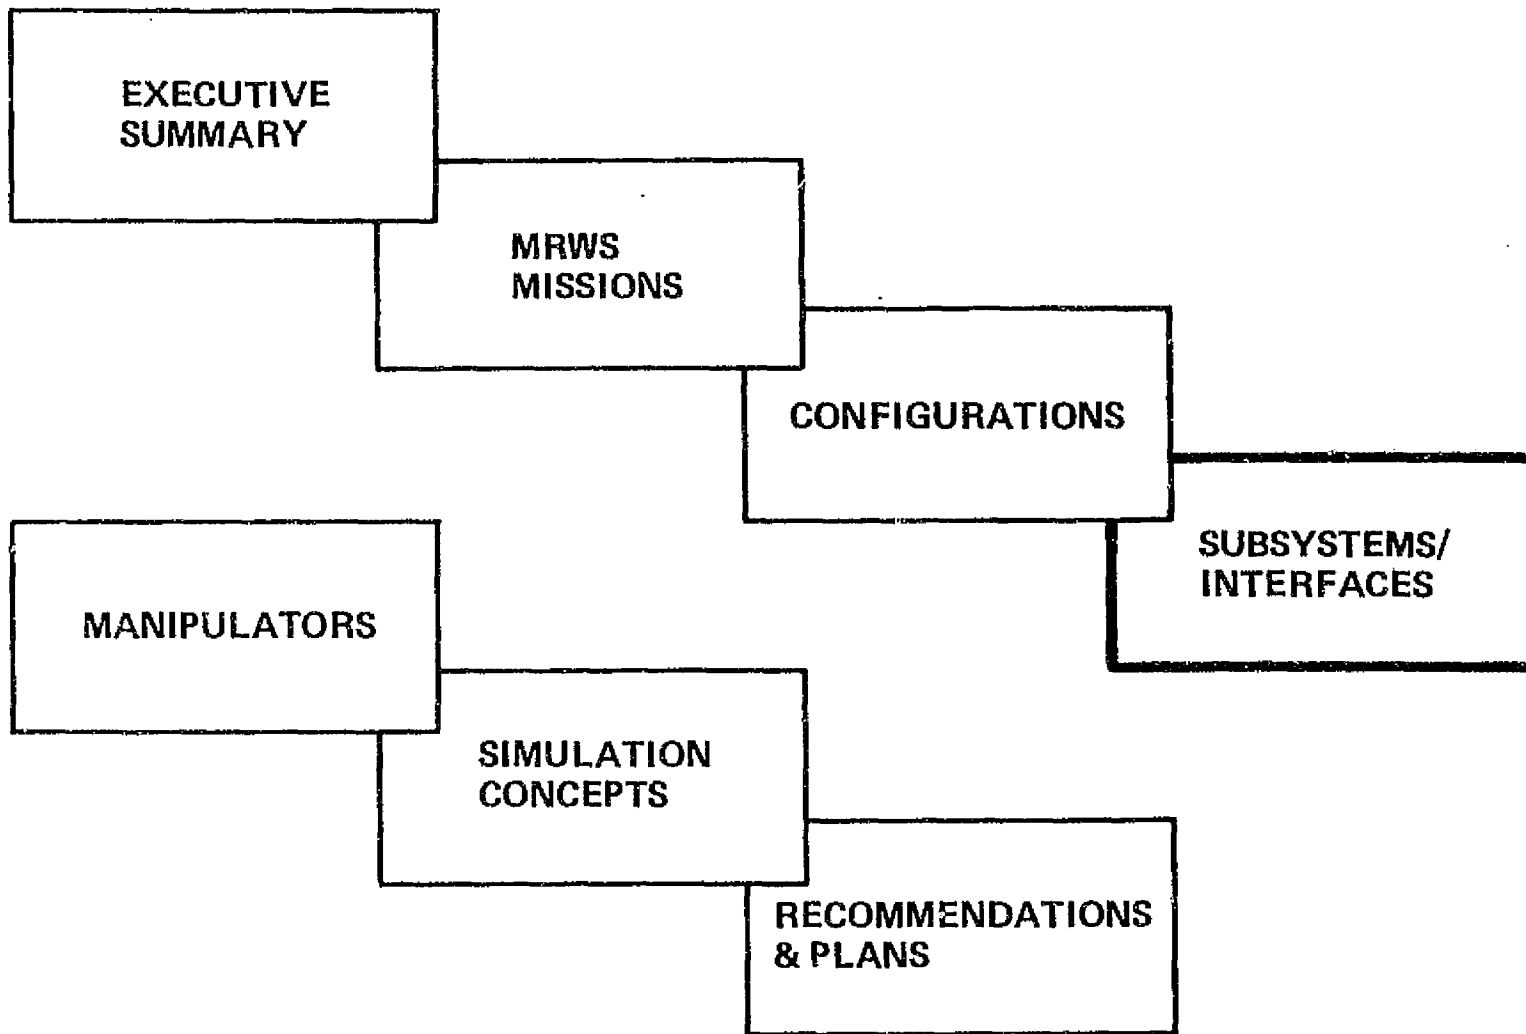 EXECUTIVE
SUMMARY
MRWS
MISSIONS
CONFIGURATIONS
SUBSYSTEMS/
INTERFACES
MANIPULATORS
SIMULATION
CONCEPTS
RECOMMENDATIONS
& PLANS